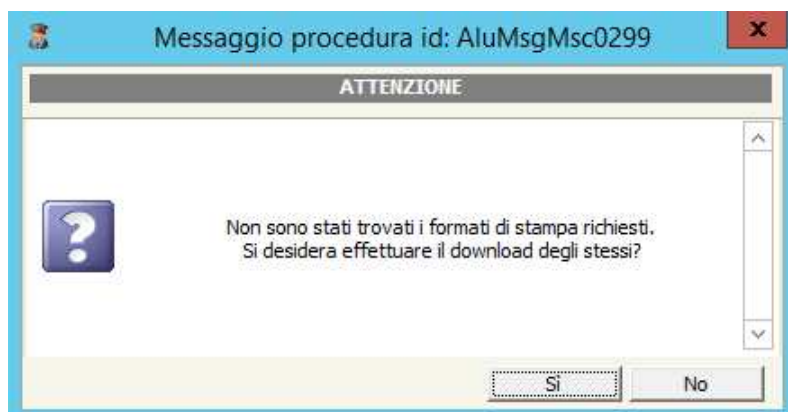 Messaggio procedura id: AluMsgMsc0299
x
ATTENZIONE
?
Non sono stati trovati i formati di stampa richiesti.
Si desidera effettuare il download degli stessi?
Sì
No